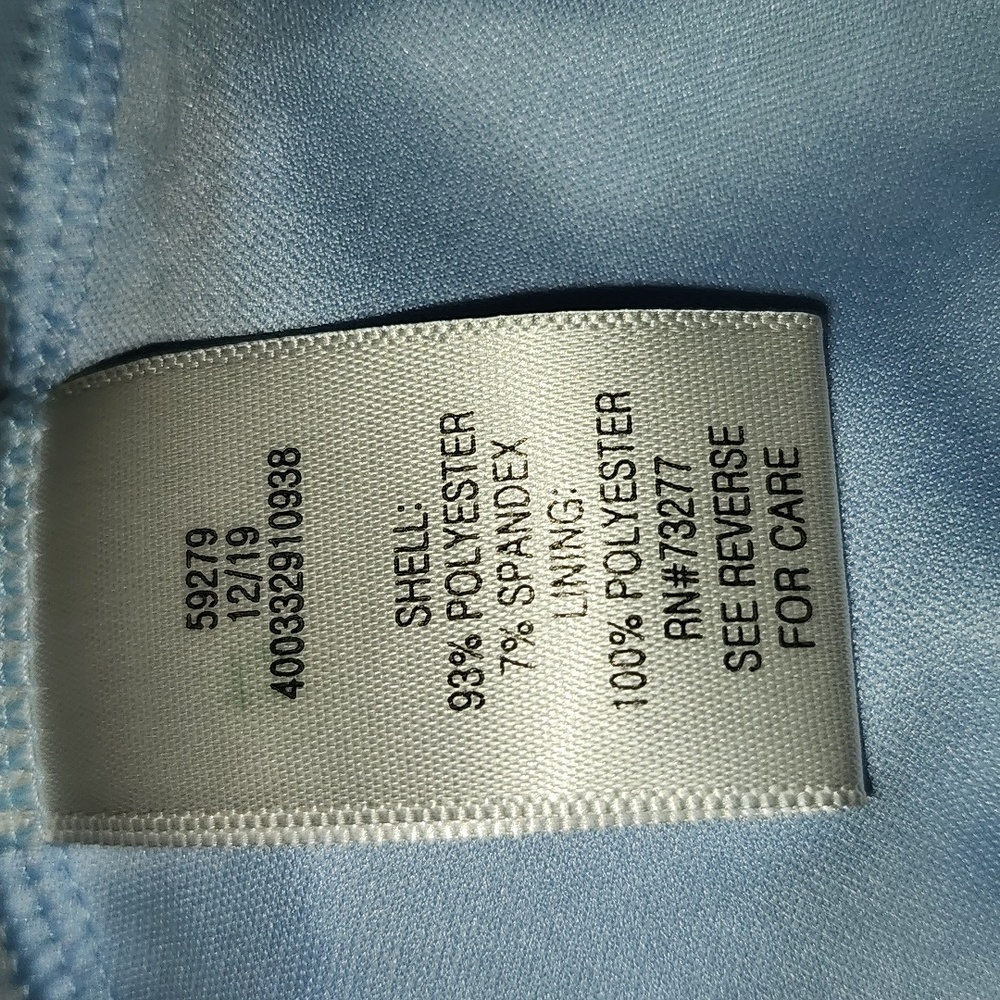 59279
12/19
400332910938
SHELL:
93% POLYESTER
7% SPANDEX
LINING:
100% POLYESTER
RN#73277
SEE REVERSE
FOR CARE